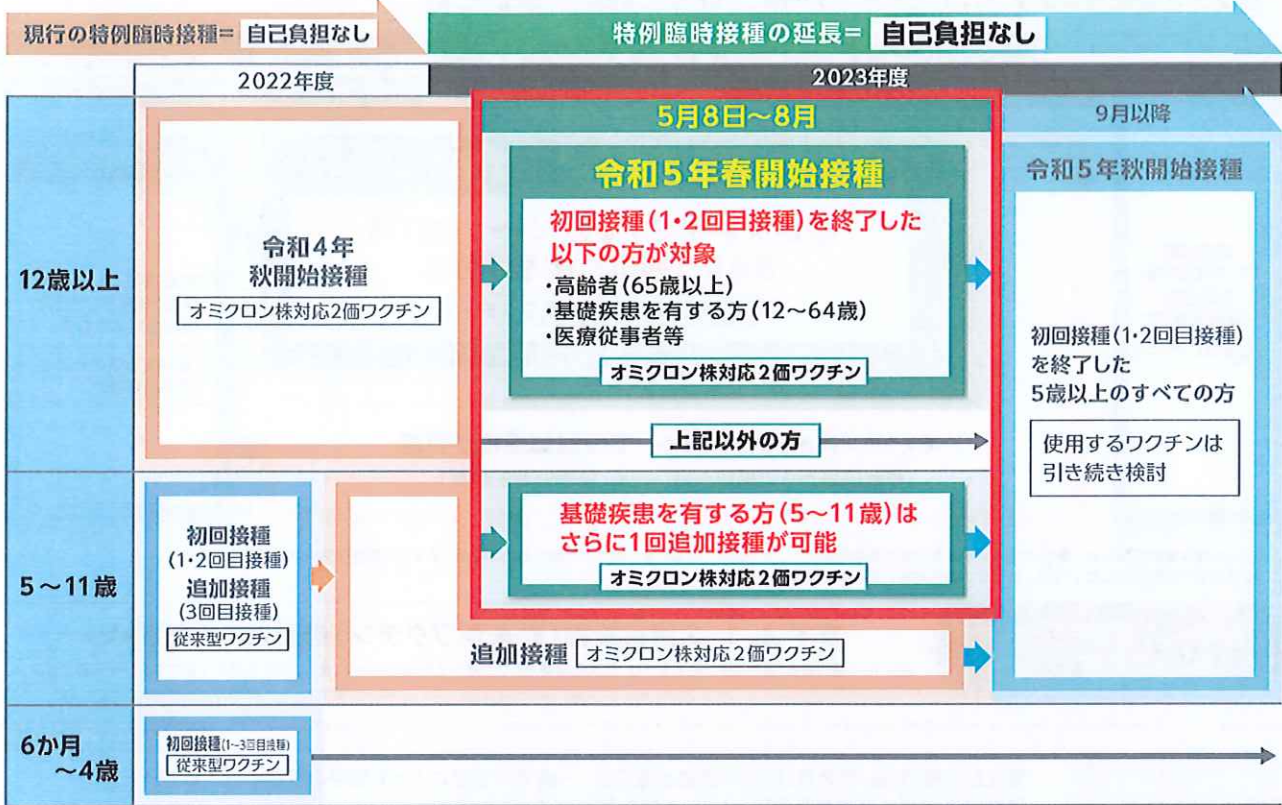 現行の特例臨時接種= 自己負担なし
特例臨時接種の延長= 自己負担なし
2022年度
2023年度
12歳以上
令和4年
秋開始接種
オミクロン株対応2価ワクチン
5月8日~8月
令和5年春開始接種
初回接種(1・2回目接種)を終了した
以下の方が対象
・高齢者(65歳以上)
・基礎疾患を有する方(12~64歳)
・医療従事者等
オミクロン株対応2価ワクチン
上記以外の方
9月以降
令和5年秋開始接種
初回接種(1・2回目接種)
を終了した
5歳以上のすべての方
使用するワクチンは
引き続き検討
5~11歳
初回接種
(1・2回目接種)
追加接種
(3回目接種)
従来型ワクチン
基礎疾患を有する方(5~11歳)は
さらに1回追加接種が可能
オミクロン株対応2価ワクチン
追加接種 オミクロン株対応2価ワクチン
6か月
~4歳
初回接種(1~3回目接種)
従来型ワクチン